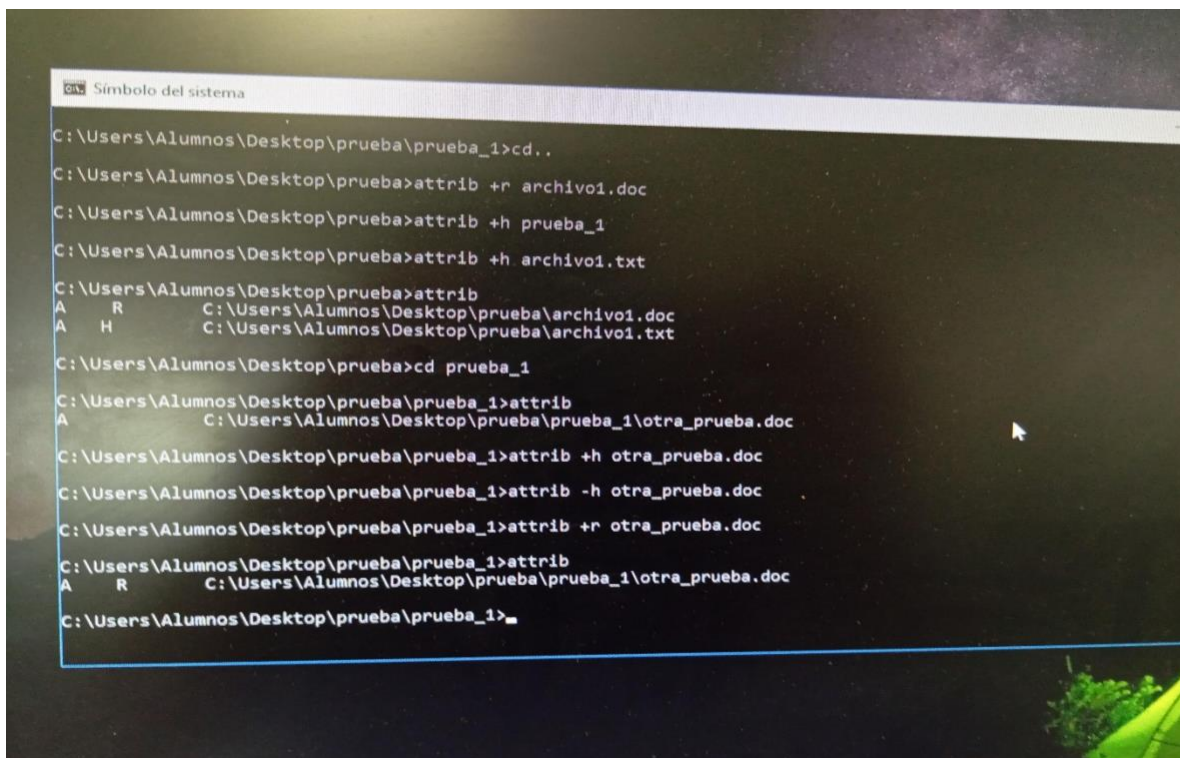 Símbolo del sistema
C:\Users\Alumnos\Desktop\prueba\prueba_1>cd..
C:\Users\Alumnos\Desktop\prueba>attrib +r archivo1.doc
C:\Users\Alumnos\Desktop\prueba>attrib +h prueba_1
C:\Users\Alumnos\Desktop\prueba>attrib +h archivo1.txt
C:\Users\Alumnos\Desktop\prueba>attrib
A    R       C:\Users\Alumnos\Desktop\prueba\archivo1.doc
A   H        C:\Users\Alumnos\Desktop\prueba\archivo1.txt
C:\Users\Alumnos\Desktop\prueba>cd prueba_1
C:\Users\Alumnos\Desktop\prueba\prueba_1>attrib
A            C:\Users\Alumnos\Desktop\prueba\prueba_1\otra_prueba.doc
C:\Users\Alumnos\Desktop\prueba\prueba_1>attrib +h otra_prueba.doc
C:\Users\Alumnos\Desktop\prueba\prueba_1>attrib -h otra_prueba.doc
C:\Users\Alumnos\Desktop\prueba\prueba_1>attrib +r otra_prueba.doc
C:\Users\Alumnos\Desktop\prueba\prueba_1>attrib
A    R       C:\Users\Alumnos\Desktop\prueba\prueba_1\otra_prueba.doc
C:\Users\Alumnos\Desktop\prueba\prueba_1>